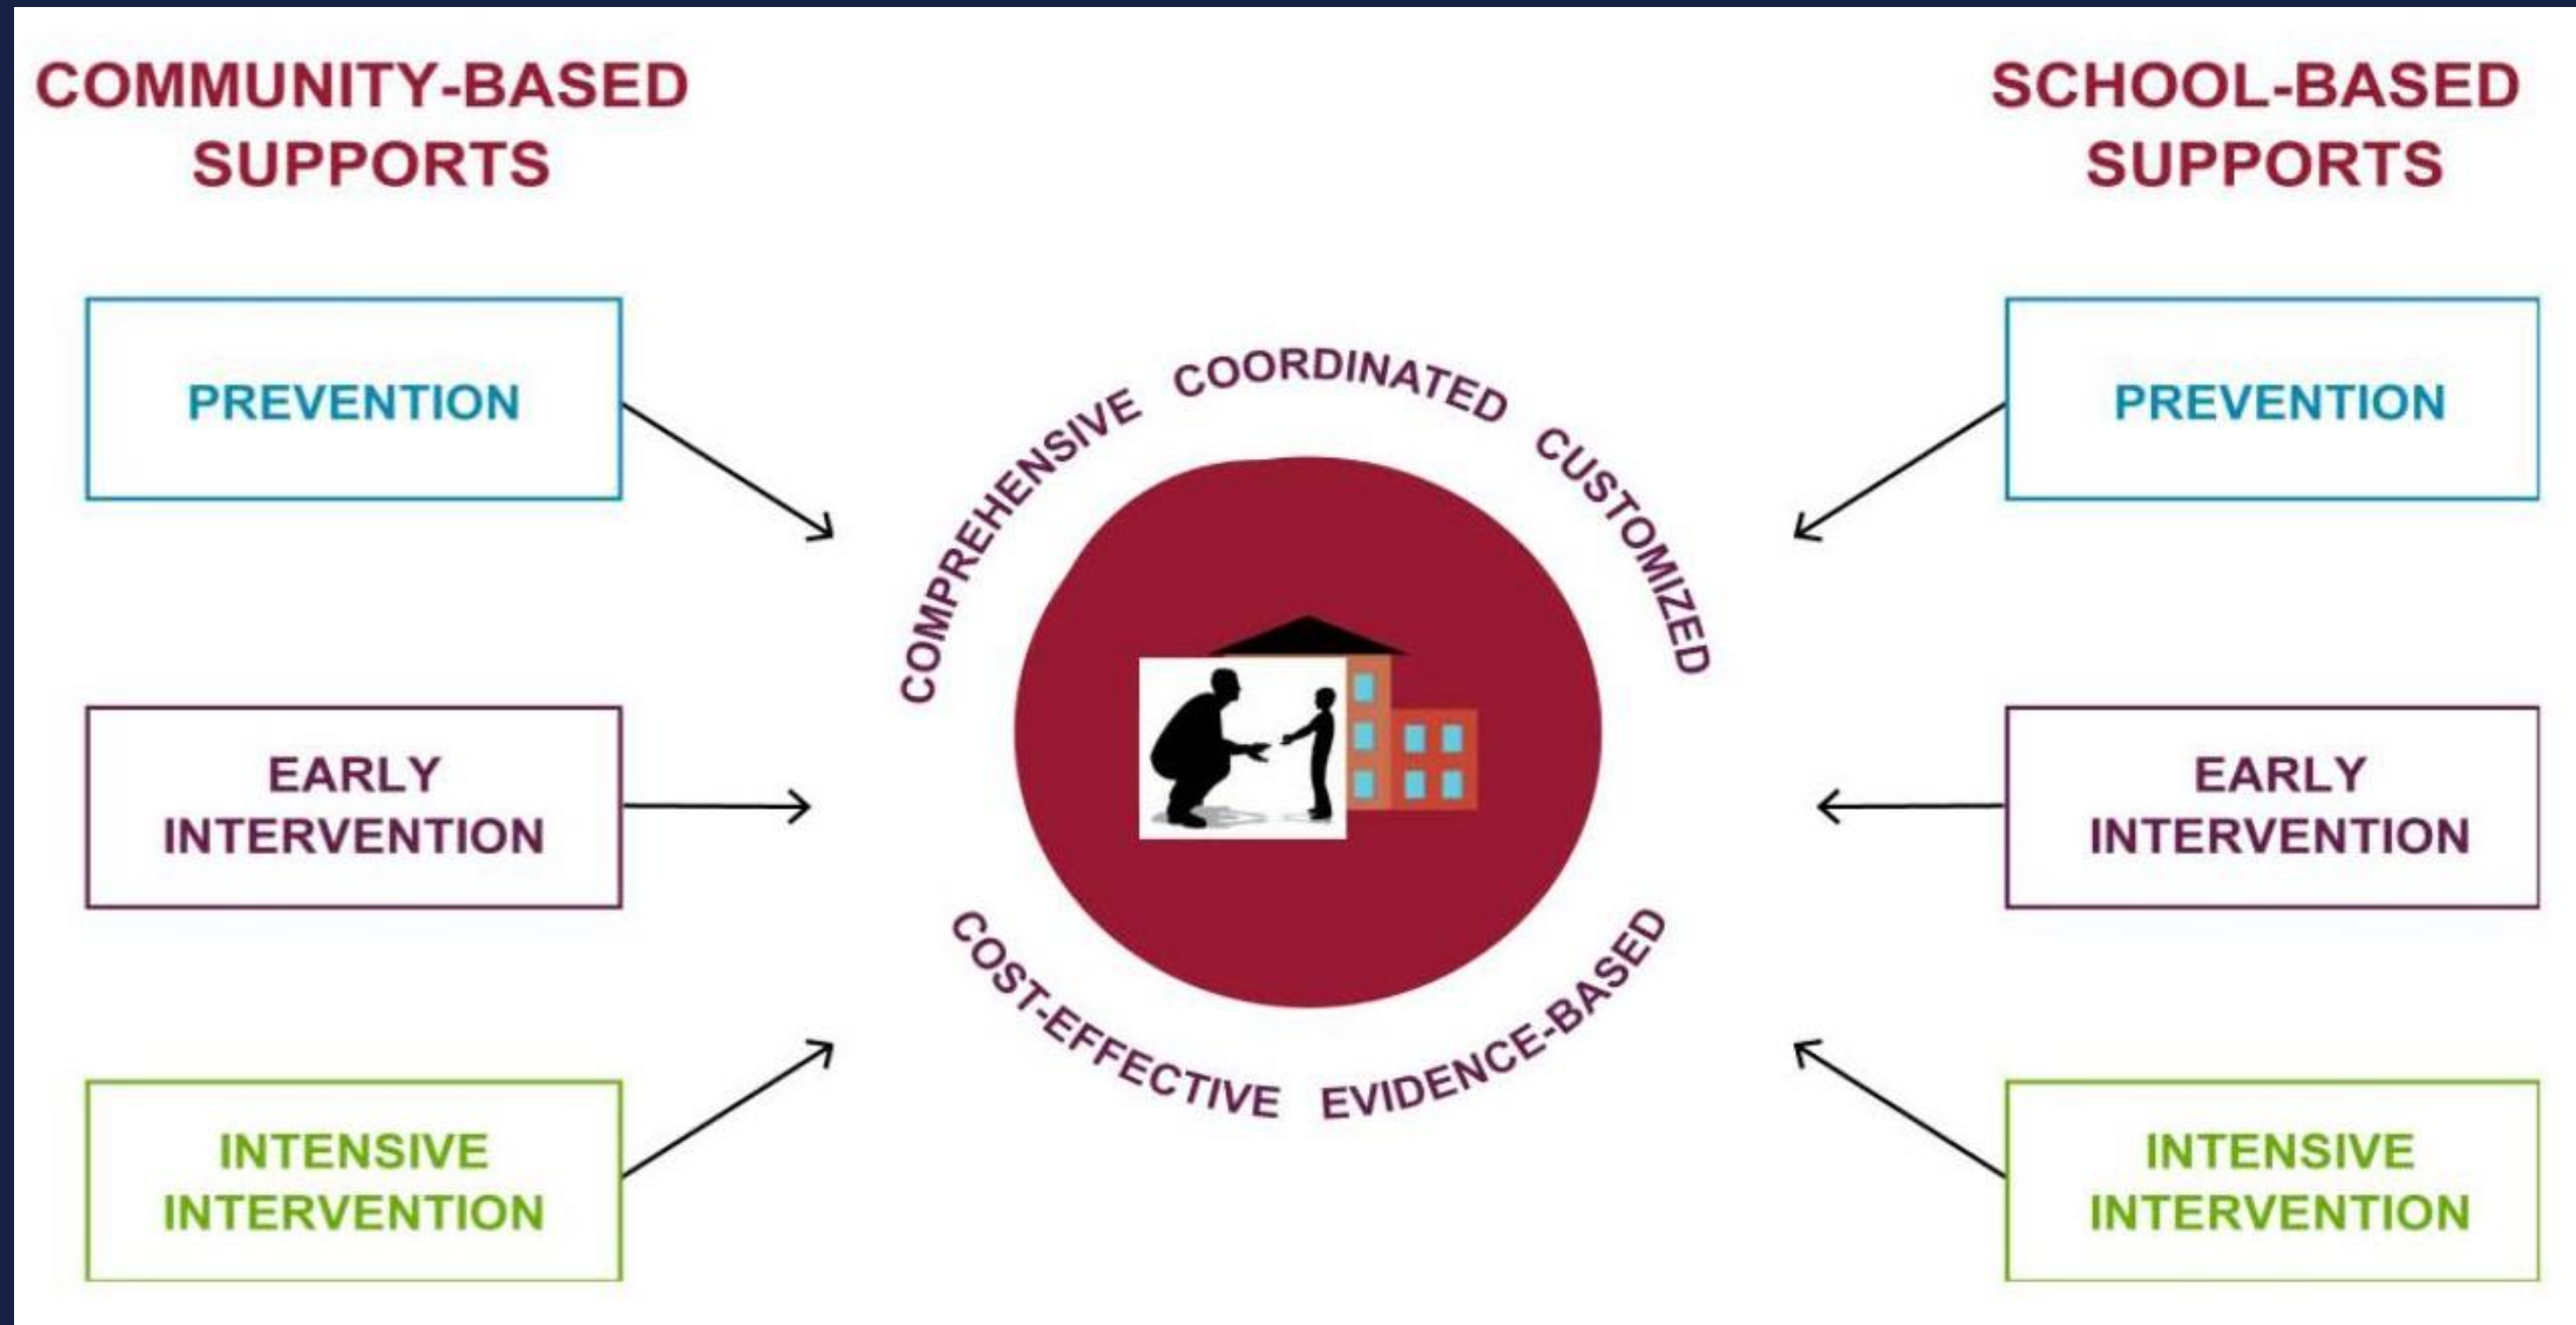 COMMUNITY-BASED
SUPPORTS
PREVENTION
EARLY
INTERVENTION
INTENSIVE
INTERVENTION
COMPREHENSIVE COORDINATED CUSTOMIZED
COST-EFFECTIVE EVIDENCE-BASED
SCHOOL-BASED
SUPPORTS
PREVENTION
EARLY
INTERVENTION
INTENSIVE
INTERVENTION